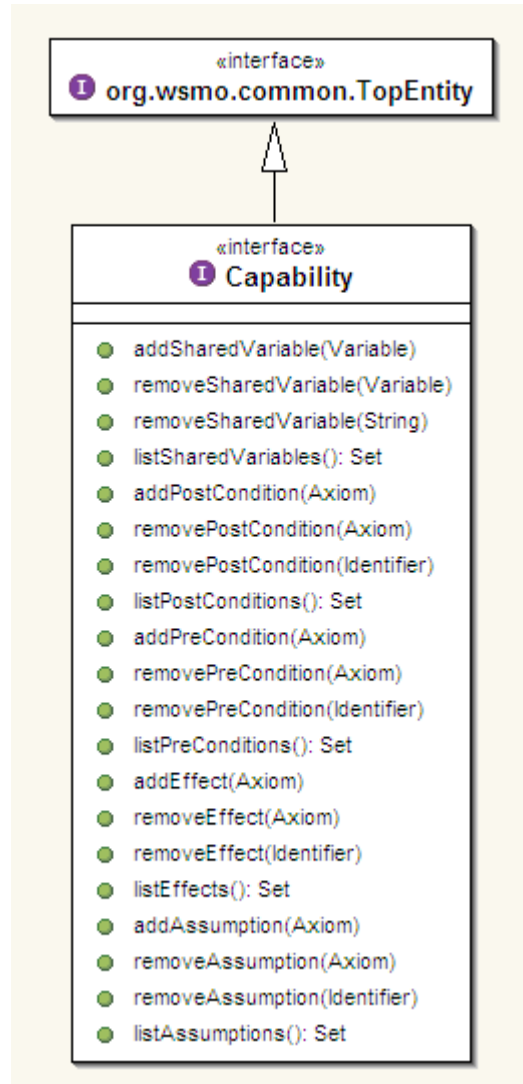 «interface»
I org.wsmo.common.TopEntity
«interface»
I Capability
addSharedVariable(Variable)
removeSharedVariable(Variable)
removeSharedVariable(String)
listSharedVariables(): Set
addPostCondition(Axiom)
removePostCondition(Axiom)
removePostCondition(Identifier)
listPostConditions(): Set
addPreCondition(Axiom)
removePreCondition(Axiom)
removePreCondition(Identifier)
listPreConditions(): Set
addEffect(Axiom)
removeEffect(Axiom)
removeEffect(Identifier)
listEffects(): Set
addAssumption(Axiom)
removeAssumption(Axiom)
removeAssumption(Identifier)
listAssumptions(): Set